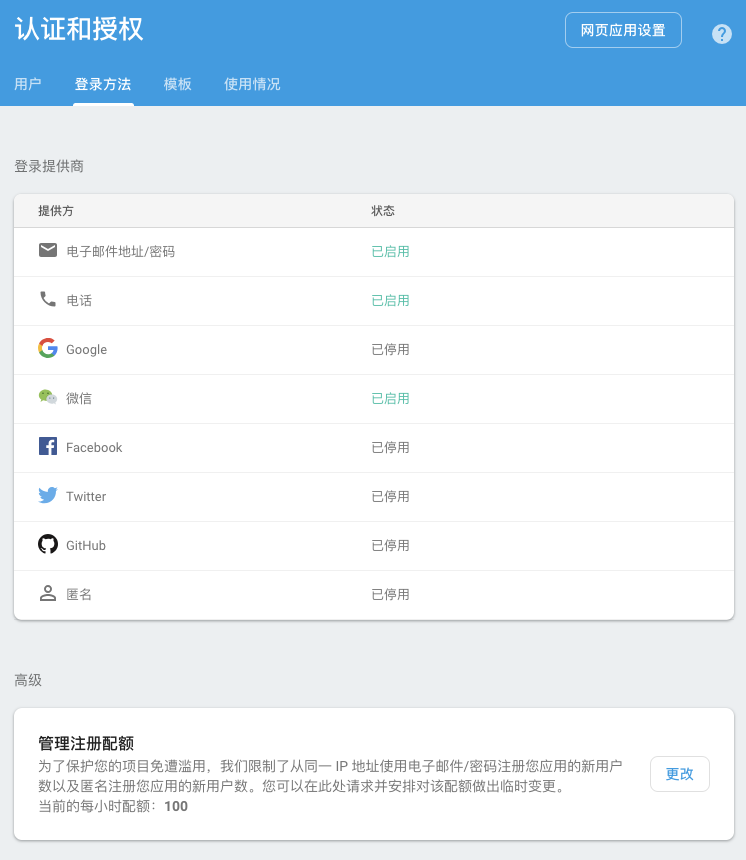 认证和授权
网页应用设置
?
用户 登录方法 模板 使用情况
登录提供商
提供方 状态
电子邮件地址/密码 已启用
电话 已启用
Google 已停用
微信 已启用
Facebook 已停用
Twitter 已停用
GitHub 已停用
匿名 已停用
高级
管理注册配额
为了保护您的项目免遭滥用，我们限制了从同一 IP 地址使用电子邮件/密码注册您应用的新用户
数以及匿名注册您应用的新用户数。您可以在此处请求并安排对该配额做出临时变更。
当前的每小时配额：100
更改